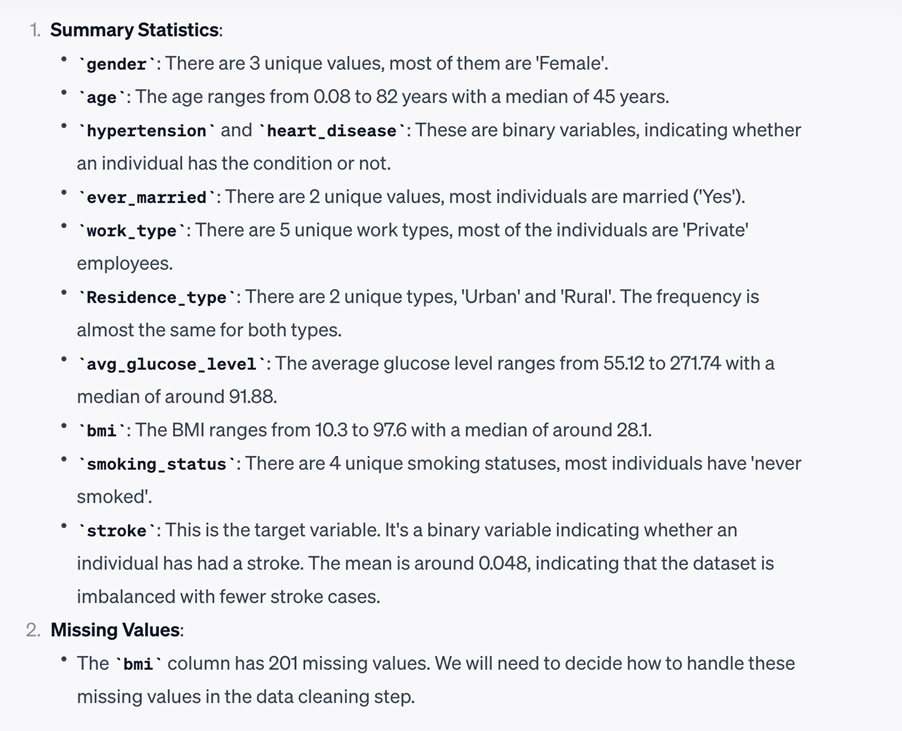 1. Summary Statistics:
• `gender`: There are 3 unique values, most of them are 'Female'.
• `age`: The age ranges from 0.08 to 82 years with a median of 45 years.
• `hypertension` and `heart_disease`: These are binary variables, indicating whether
an individual has the condition or not.
• `ever_married`: There are 2 unique values, most individuals are married ('Yes').
• `work_type`: There are 5 unique work types, most of the individuals are 'Private'
employees.
• `Residence_type`: There are 2 unique types, 'Urban' and 'Rural'. The frequency is
almost the same for both types.
• `avg_glucose_level`: The average glucose level ranges from 55.12 to 271.74 with a
median of around 91.88.
• `bmi`: The BMI ranges from 10.3 to 97.6 with a median of around 28.1.
• `smoking_status`: There are 4 unique smoking statuses, most individuals have 'never
smoked'.
• `stroke`: This is the target variable. It's a binary variable indicating whether an
individual has had a stroke. The mean is around 0.048, indicating that the dataset is
imbalanced with fewer stroke cases.
2. Missing Values:
• The `bmi` column has 201 missing values. We will need to decide how to handle these
missing values in the data cleaning step.